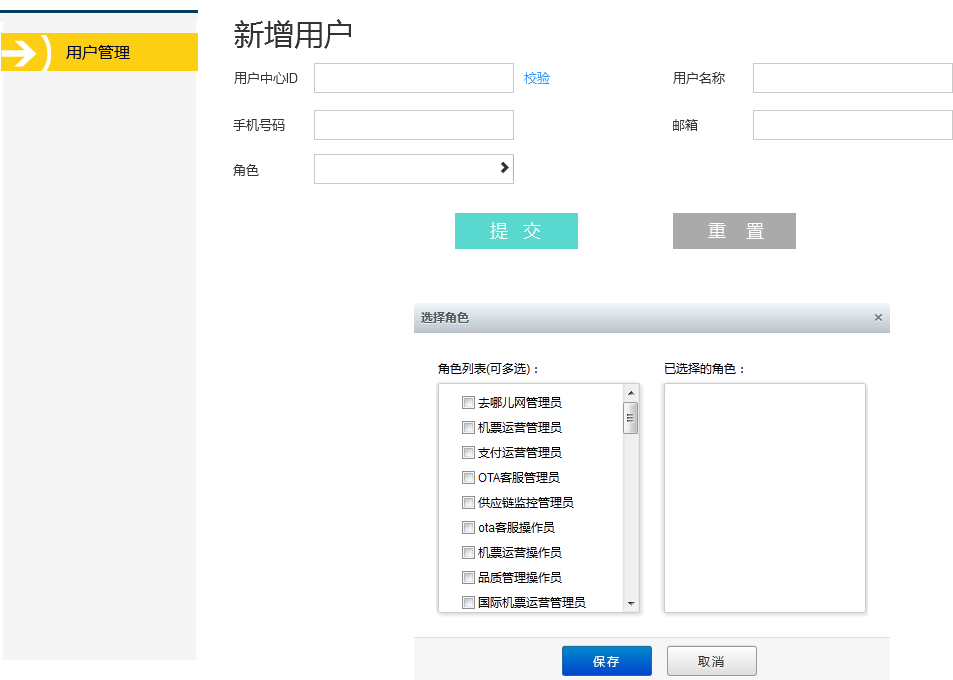 新增用户
用户管理
用户中心ID
校验
用户名称
手机号码
邮箱
角色
提 交
重 置
选择角色
×
角色列表(可多选)：
已选择的角色：
去哪儿网管理员
机票运营管理员
支付运营管理员
OTA客服管理员
供应链监控管理员
ota客服操作员
机票运营操作员
品质管理操作员
国际机票运营管理员
保存
取消